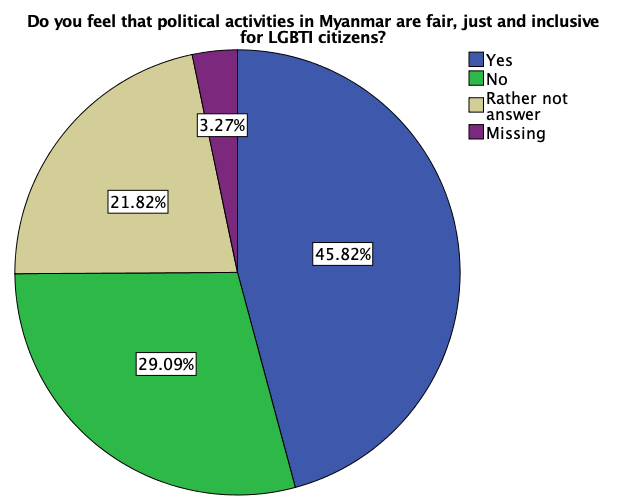 Do you feel that political activities in Myanmar are fair, just and inclusive
for LGBTI citizens?
Yes
No
Rather not
answer
Missing
3.27%
21.82%
45.82%
29.09%